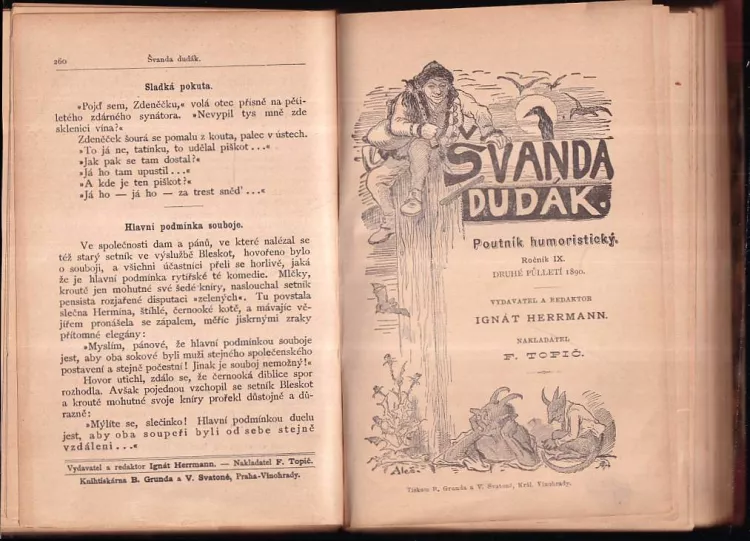 260 Švanda dudák.
Sladká pokuta.
»Pojď sem, Zdeněčku,« volá otec přísně na pěti-
letého zdárného synátora. »Nevypil tys mně zde
sklenici vína?«
Zdeněček šourá se pomalu z kouta, palec v ústech.
»To já ne, tatínku, to udělal piškot...«
»Jak pak se tam dostal?«
»Já ho tam upustil...«
»A kde je ten piškot?«
»Já ho — já ho — za trest sněď...«
Hlavní podmínka souboje.
Ve společnosti dam a pánů, ve které nalézal se
též starý setník ve výslužbě Bleskot, hovořeno bylo
o souboji, a všichni účastníci přeli se horlivě, jaká
že je hlavní podmínka rytířské té komedie. Mlčky,
kroutě jen mohutné své šedé kníry, naslouchal setník
pensista rozjařené disputaci »zelených«. Tu povstala
slečna Hermína, štíhlé, černooké kotě, a mávajíc vě-
jířem pronášela se zápalem, měříc jiskrnými zraky
přítomné elegány:
»Myslím, pánové, že hlavní podmínkou souboje
jest, aby oba sokové byli muži stejného společenského
postavení a stejně počestní! Jinak je souboj nemožný!«
Hovor utichl, zdálo se, že černooká diblice spor
rozhodla. Avšak pojednou vzchopil se setník Bleskot
a kroutě mohutné svoje kníry prořekl důstojně a dů-
razně:
»Mýlíte se, slečinko! Hlavní podmínkou duelu
jest, aby oba soupeři byli od sebe stejně
vzdáleni...«
Vydavatel a redaktor Ignát Herrmann. — Nakladatel F. Topič.
Knihtiskárna B. Grunda a V. Svatoně, Praha-Vinohrady.
ŠVANDA
DUDÁK.
Poutník humoristický.
Ročník IX.
DRUHÉ PŮLLETÍ 1890.
VYDAVATEL A REDAKTOR
IGNÁT HERRMANN.
NAKLADATEL
F. TOPIČ.
Aleš.
Tiskem B. Grunda a V. Svatoně, Král. Vinohrady.